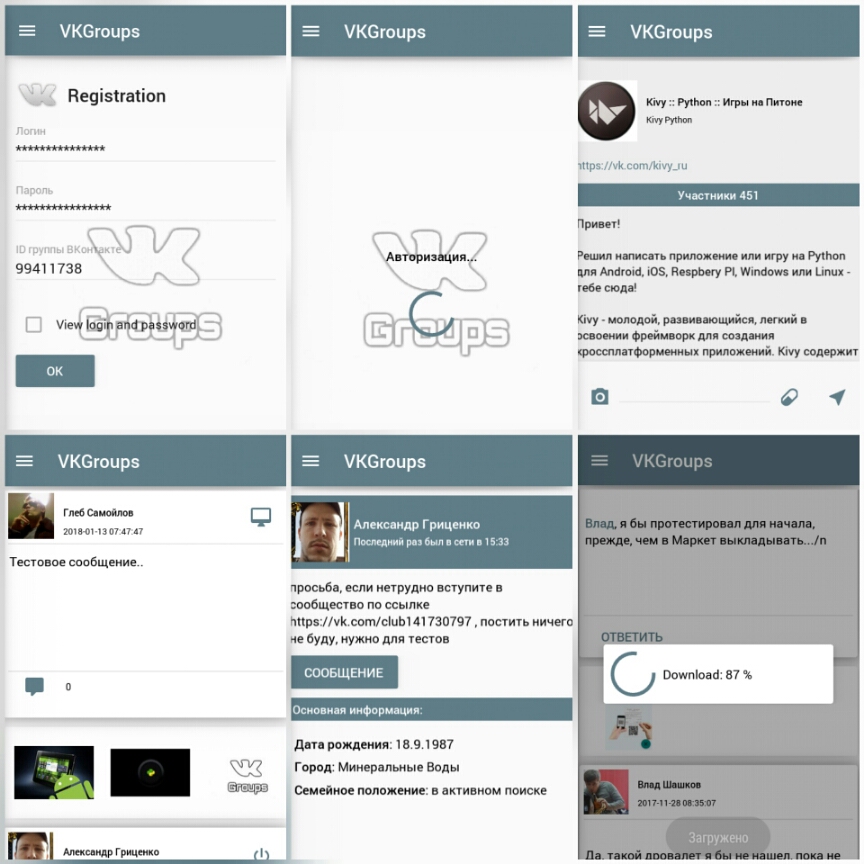 VKGroups
Registration
Логин
***************
Пароль
****************
ID группы ВКонтакте
99411738
View login and password
Groups
OK
VKGroups
Авторизация...
Groups
VKGroups
Kivy :: Python :: Игры на Питоне
Kivy Python
https://vk.com/kivy_ru
Участники 451
Привет!
Решил написать приложение или игру на Python
для Android, iOS, Respbery PI, Windows или Linux -
тебе сюда!
Kivy - молодой, развивающийся, легкий в
освоении фреймворк для создания
кроссплатформенных приложений. Kivy содержит
VKGroups
Глеб Самойлов
2018-01-13 07:47:47
Тестовое сообщение..
0
VK
Groups
Александр Гриценко
VKGroups
Александр Гриценко
Последний раз был в сети в 15:33
просьба, если нетрудно вступите в
сообщество по ссылке
https://vk.com/club141730797 , постить ничего
не буду, нужно для тестов
СООБЩЕНИЕ
Основная информация:
Дата рождения: 18.9.1987
Город: Минеральные Воды
Семейное положение: в активном поиске
VKGroups
Влад, я бы протестировал для начала,
прежде, чем в Маркет выкладывать.../n
ОТВЕТИТЬ
Download: 87 %
Влад Шашков
2017-11-28 08:35:07
Загружено
Да, такой дровалет я бы не нашел, пока не